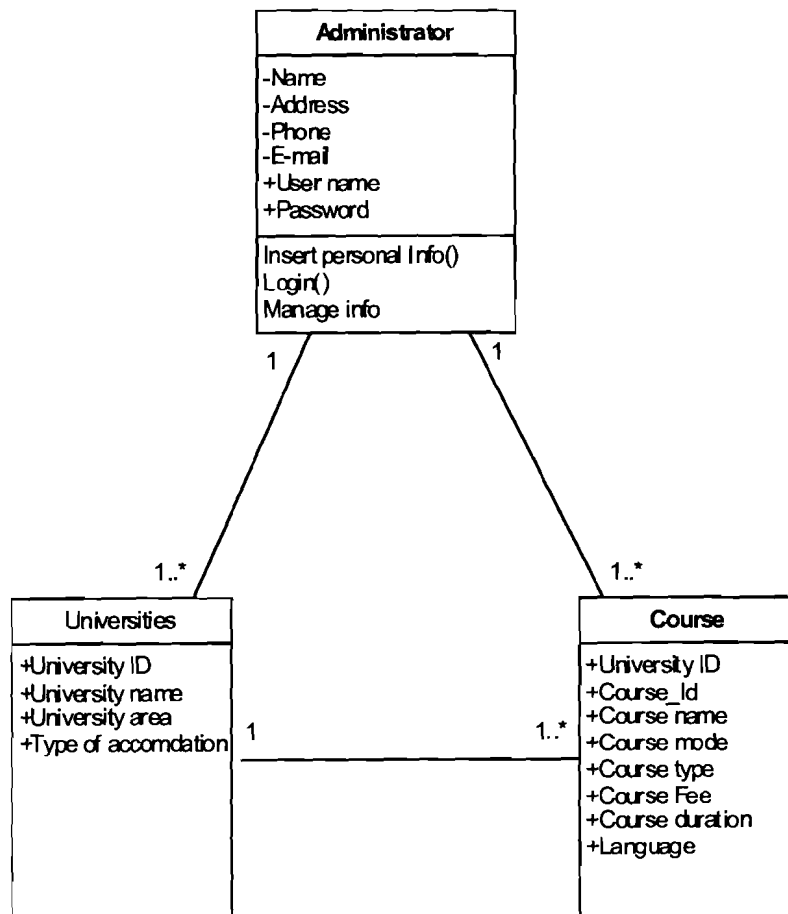 Administrator
-Name
-Address
-Phone
-E-mail
+User name
+Password
Insert personal Info()
Login()
Manage info
1
1
1..*
1..*
Universities
+University ID
+University name
+University area
+Type of accomdation
1
1..*
Course
+University ID
+Course_Id
+Course name
+Course mode
+Course type
+Course Fee
+Course duration
+Language